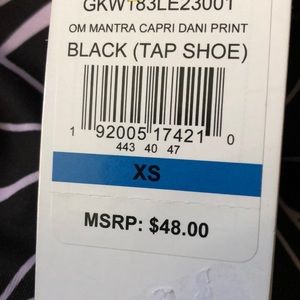 GKW183LE23001
OM MANTRA CAPRI DANI PRINT
BLACK (TAP SHOE)
1 92005 17421 0
443 40 47
XS
MSRP: $48.00